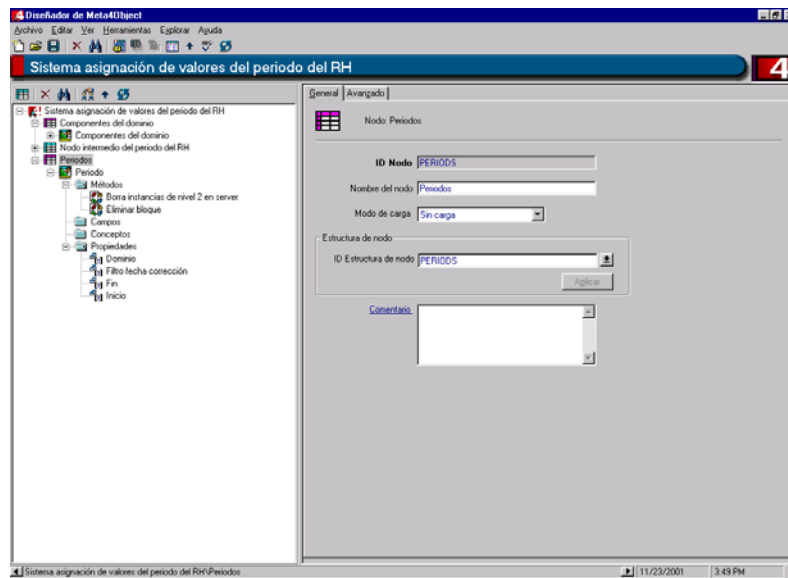 Diseñador de Meta4Object
Archivo Editar Ver Herramientas Explorar Ayuda
Sistema asignación de valores del periodo del RH
4
Sistema asignación de valores del periodo del RH
Componentes del dominio
Componentes del dominio
Nodo intermedio del periodo del RH
Periodos
Periodo
Métodos
Borra instancias de nivel 2 en server
Eliminar bloque
Campos
Conceptos
Propiedades
Dominio
Filtro fecha corrección
Fin
Inicio
General Avanzado
Nodo: Periodos
ID Nodo PERIODS
Nombre del nodo Periodos
Modo de carga Sin carga
Estructura de nodo
ID Estructura de nodo PERIODS
Aplicar
Comentario
Sistema asignación de valores del periodo del RH\Periodos
11/23/2001
3:49 PM